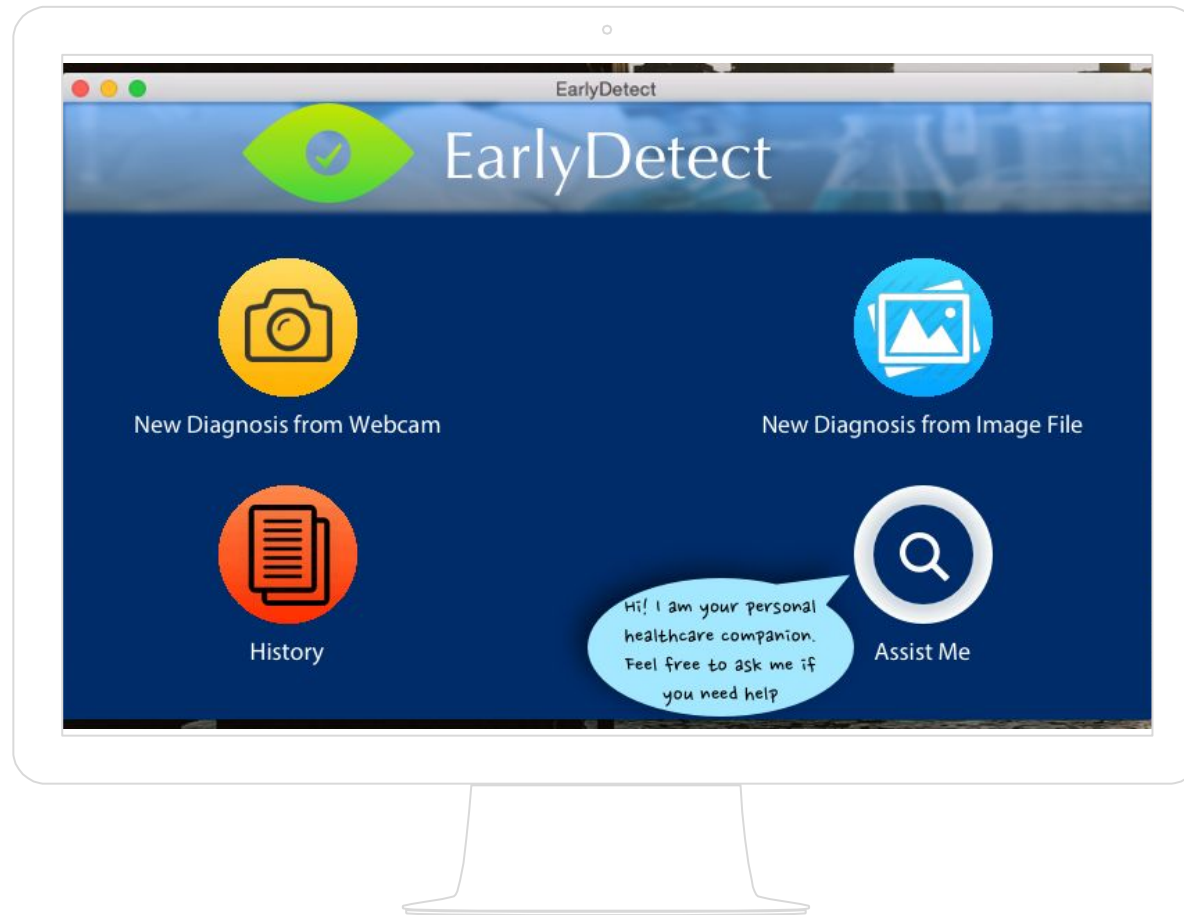 EarlyDetect
EarlyDetect
New Diagnosis from Webcam
New Diagnosis from Image File
History
Hi! I am your personal
healthcare companion.
Feel free to ask me if
you need help
Assist Me